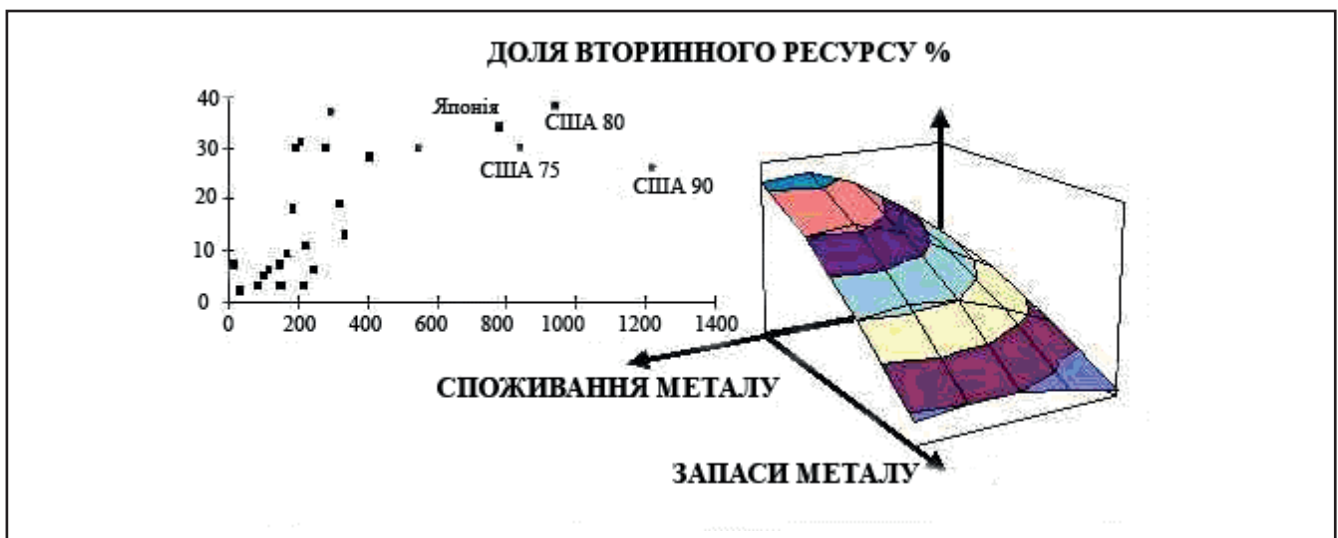 ДОЛЯ ВТОРИННОГО РЕСУРСУ %
40
30
20
10
0
Японія
США 80
США 75
США 90
0 200 400 600 800 1000 1200 1400
СПОЖИВАННЯ МЕТАЛУ
ЗАПАСИ МЕТАЛУ